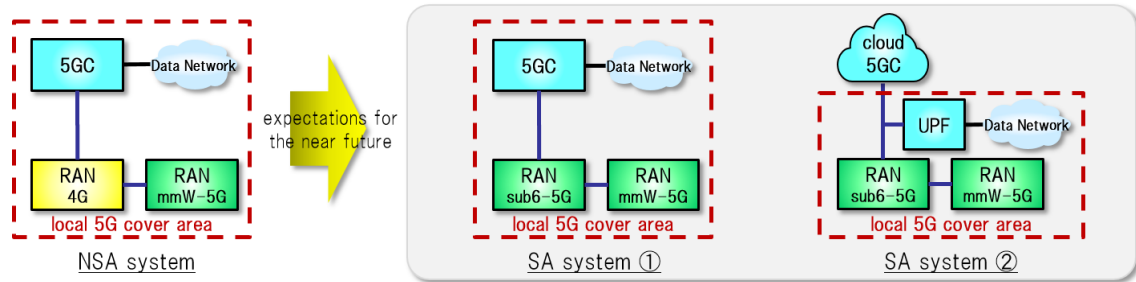 5GC
Data Network
RAN
4G
RAN
mmW-5G
local 5G cover area
NSA system
expectations for
the near future
5GC
Data Network
RAN
sub6-5G
RAN
mmW-5G
local 5G cover area
SA system ①
cloud
5GC
UPF
Data Network
RAN
sub6-5G
RAN
mmW-5G
local 5G cover area
SA system ②